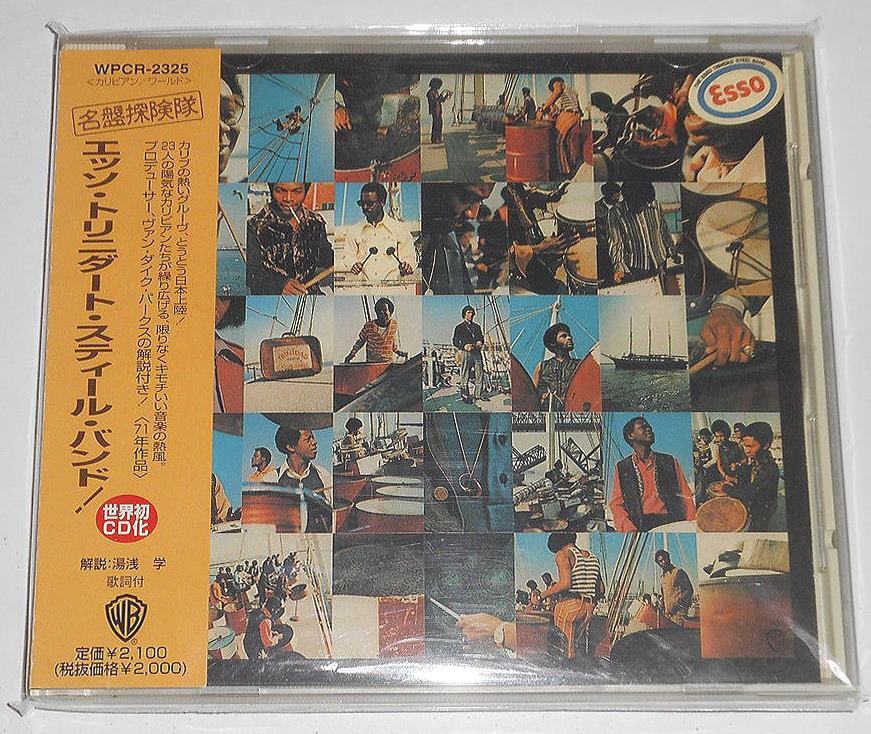 WPCR-2325
<カリビアン/ワールド>
名盤探険隊
カリブの熱いグルーヴ、とうとう日本上陸！
23人の陽気なカリビアンたちが繰り広げる、限りなくキモチいい音楽の熱風。
プロデューサー、ヴァン・ダイク・パークスの解説付き！〈71年作品〉
エッソ・トリニダート・スティール・バンド！
世界初
CD化
解説:湯浅 学
歌詞付
WB
定価¥2,100
(税抜価格¥2,000)
THE ESSO TRINIDAD STEEL BAND
Esso
TRINIDAD